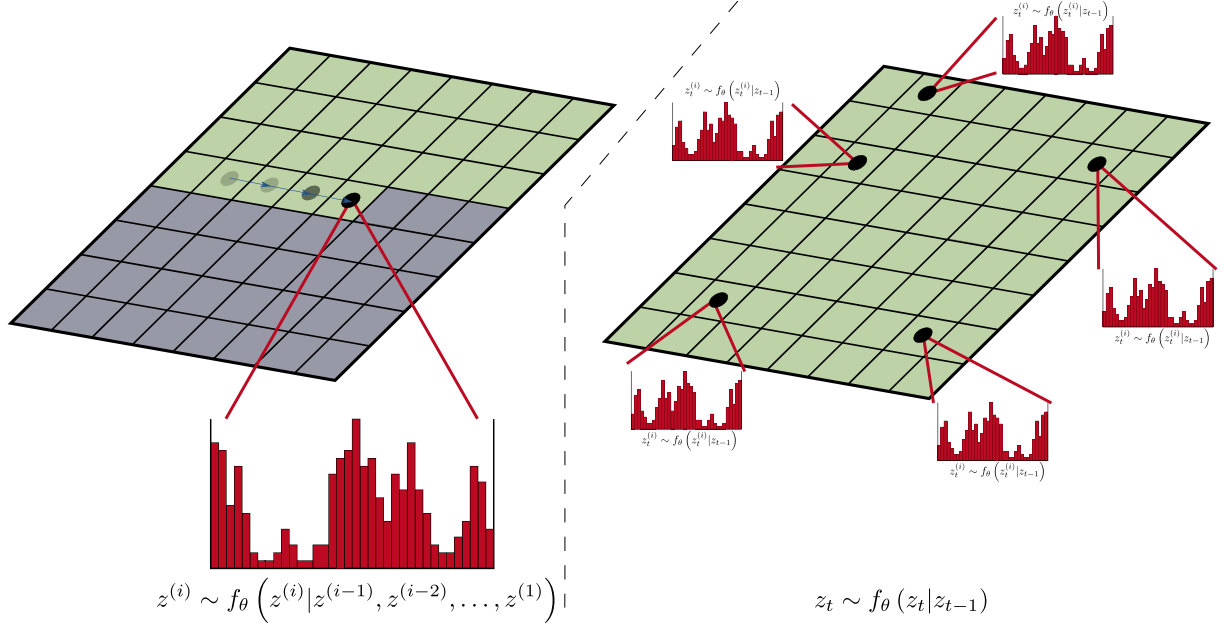 z^{(i)} ∼ f_θ (z^{(i)}|z^{(i−1)}, z^{(i−2)}, . . . , z^{(1)})
z_t^{(i)} ∼ f_θ (z_t^{(i)}|z_{t−1})
z_t^{(i)} ∼ f_θ (z_t^{(i)}|z_{t−1})
z_t^{(i)} ∼ f_θ (z_t^{(i)}|z_{t−1})
z_t^{(i)} ∼ f_θ (z_t^{(i)}|z_{t−1})
z_t^{(i)} ∼ f_θ (z_t^{(i)}|z_{t−1})
z_t ∼ f_θ (z_t|z_{t−1})